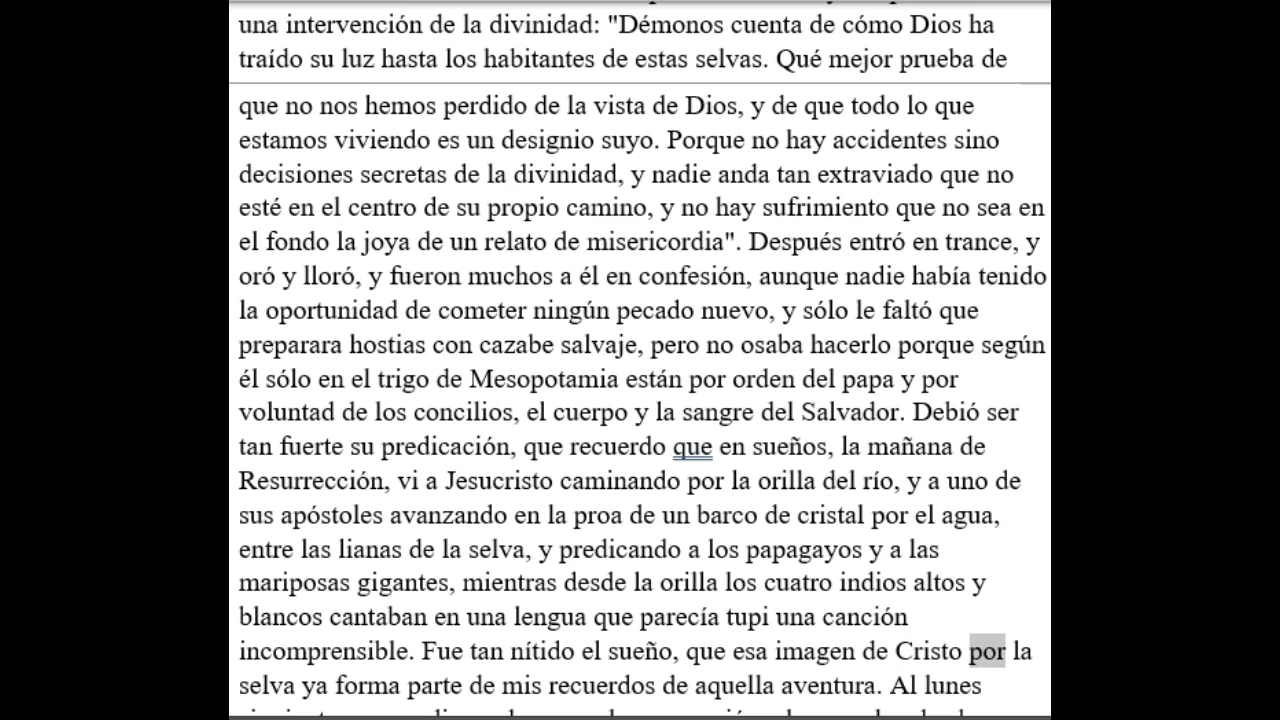 una intervención de la divinidad: "Démonos cuenta de cómo Dios ha
traído su luz hasta los habitantes de estas selvas. Qué mejor prueba de
que no nos hemos perdido de la vista de Dios, y de que todo lo que
estamos viviendo es un designio suyo. Porque no hay accidentes sino
decisiones secretas de la divinidad, y nadie anda tan extraviado que no
esté en el centro de su propio camino, y no hay sufrimiento que no sea en
el fondo la joya de un relato de misericordia". Después entró en trance, y
oró y lloró, y fueron muchos a él en confesión, aunque nadie había tenido
la oportunidad de cometer ningún pecado nuevo, y sólo le faltó que
preparara hostias con cazabe salvaje, pero no osaba hacerlo porque según
él sólo en el trigo de Mesopotamia están por orden del papa y por
voluntad de los concilios, el cuerpo y la sangre del Salvador. Debió ser
tan fuerte su predicación, que recuerdo que en sueños, la mañana de
Resurrección, vi a Jesucristo caminando por la orilla del río, y a uno de
sus apóstoles avanzando en la proa de un barco de cristal por el agua,
entre las lianas de la selva, y predicando a los papagayos y a las
mariposas gigantes, mientras desde la orilla los cuatro indios altos y
blancos cantaban en una lengua que parecía tupi una canción
incomprensible. Fue tan nítido el sueño, que esa imagen de Cristo por la
selva ya forma parte de mis recuerdos de aquella aventura. Al lunes